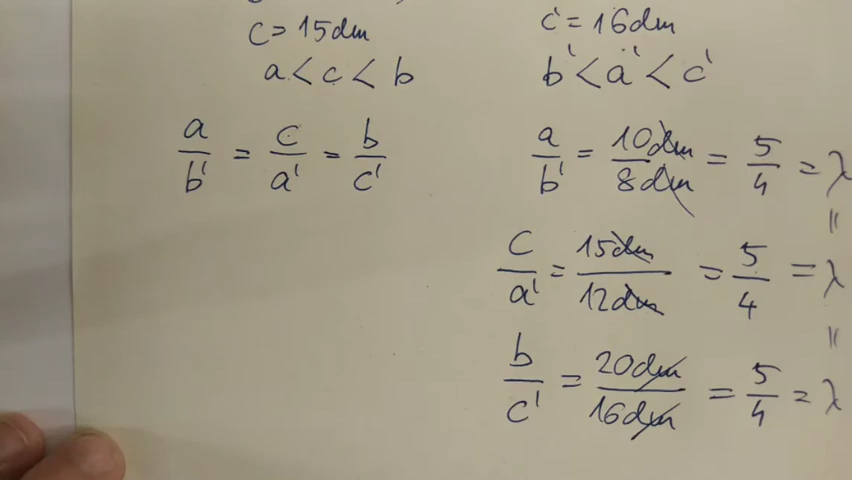 c = 15dm
c' = 16dm
a < c < b
b' < a' < c'
a/b' = c/a' = b/c'
a/b' = 10dm/8dm = 5/4 = λ
=
c/a' = 15dm/12dm = 5/4 = λ
=
b/c' = 20dm/16dm = 5/4 = λ